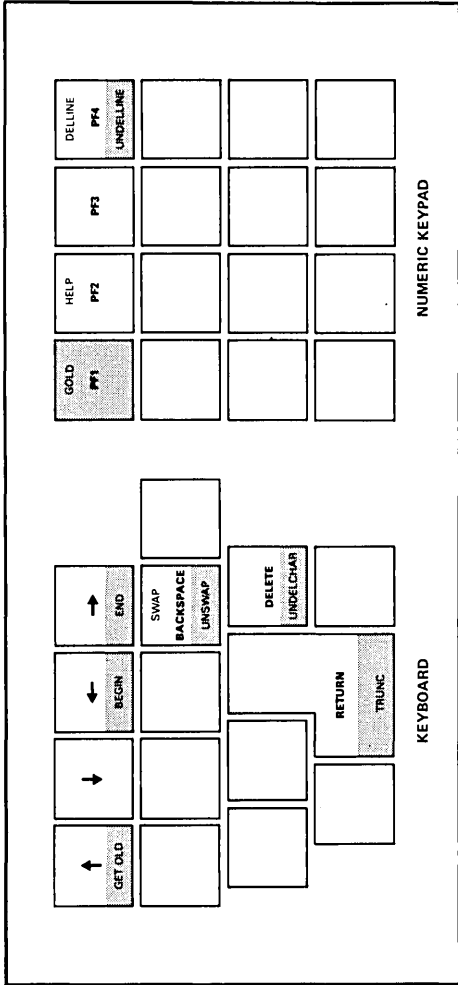 ↑ ↓ ← →
GET OLD BEGIN END
SWAP
BACKSPACE
UNSWAP
DELETE
UNDELCHAR
RETURN
TRUNC
KEYBOARD
GOLD
PF1
HELP
PF2
PF3
DELLINE
PF4
UNDELLINE
NUMERIC KEYPAD